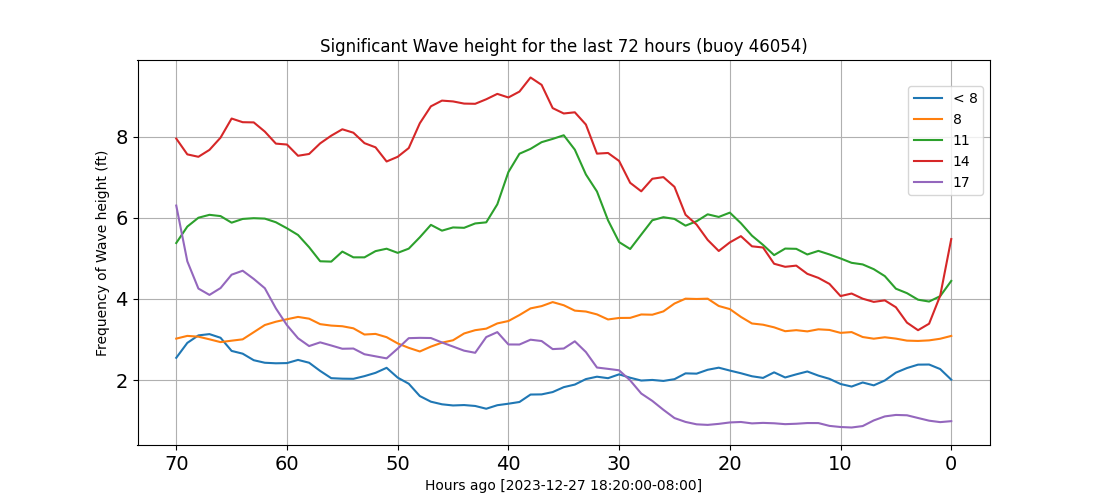 Significant Wave height for the last 72 hours (buoy 46054)
Frequency of Wave height (ft)
8
6
4
2
< 8
8
11
14
17
70 60 50 40 30 20 10 0
Hours ago [2023-12-27 18:20:00-08:00]